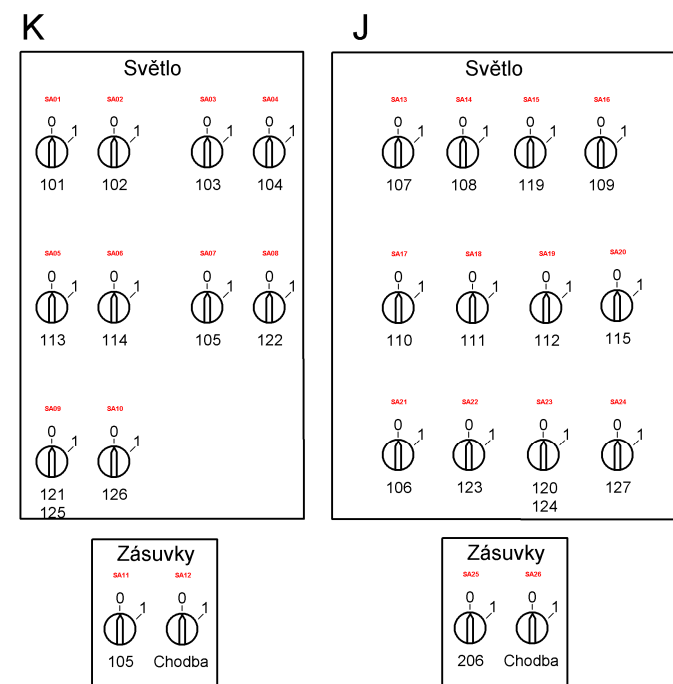 K
Světlo
SA01 SA02 SA03 SA04
0 1 0 1 0 1 0 1
101 102 103 104
SA05 SA06 SA07 SA08
0 1 0 1 0 1 0 1
113 114 105 122
SA09 SA10
0 1 0 1
121 126
125
Zásuvky
SA11 SA12
0 1 0 1
105 Chodba
J
Světlo
SA13 SA14 SA15 SA16
0 1 0 1 0 1 0 1
107 108 119 109
SA17 SA18 SA19 SA20
0 1 0 1 0 1 0 1
110 111 112 115
SA21 SA22 SA23 SA24
0 1 0 1 0 1 0 1
106 123 120 127
124
Zásuvky
SA25 SA26
0 1 0 1
206 Chodba